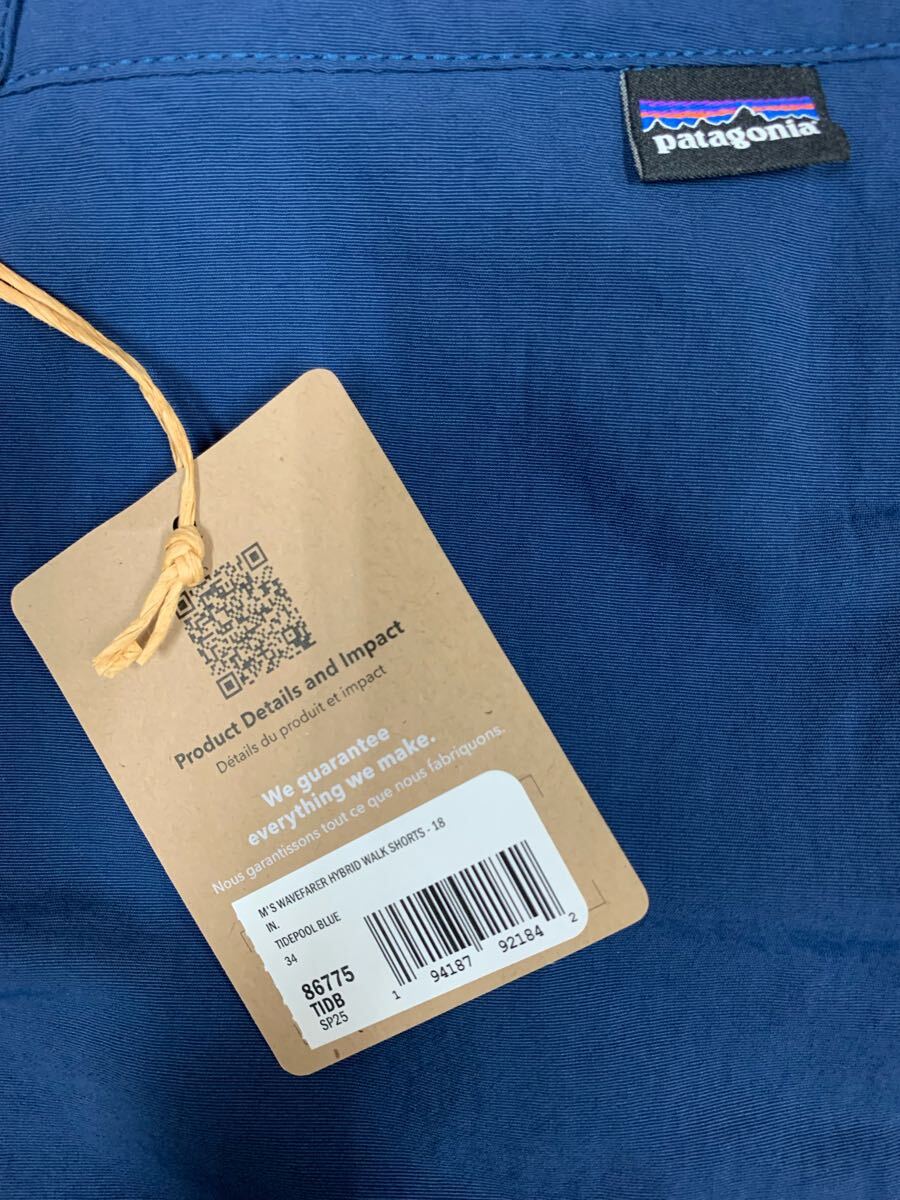 patagonia
Product Details and Impact
Détails du produit et impact
We guarantee
everything we make.
Nous garantissons tout ce que nous fabriquons.
M'S WAVEFARER HYBRID WALK SHORTS - 18
IN.
TIDEPOOL BLUE
34
86775
TIDB
SP25
1 94187 92184 2